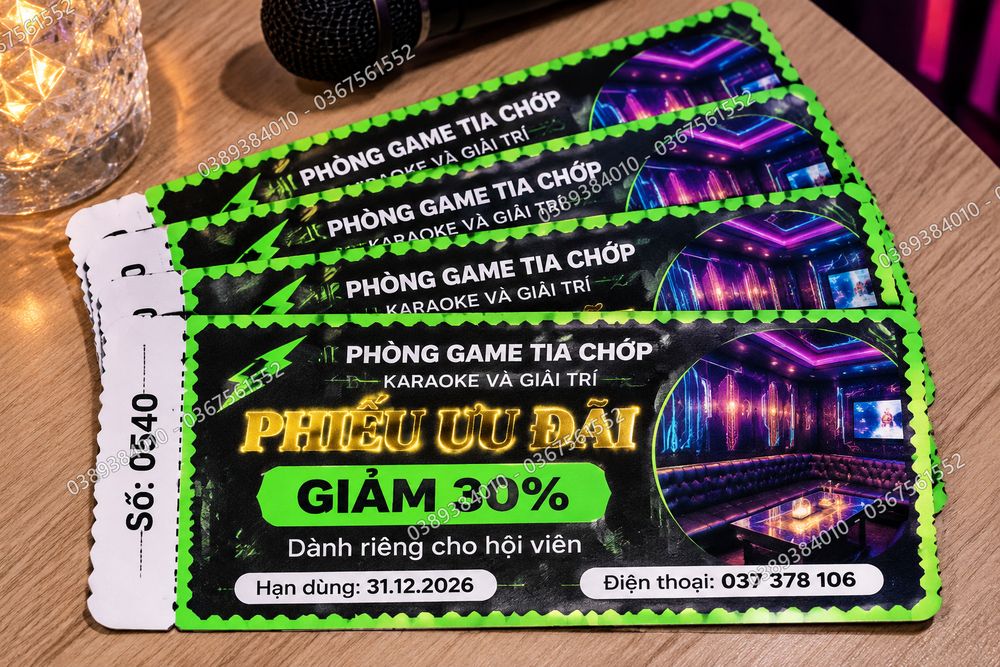 PHÒNG GAME TIA CHỚP
KARAOKE VÀ GIẢI TRÍ
PHÒNG GAME TIA CHỚP
KARAOKE VÀ GIẢI TRÍ
PHÒNG GAME TIA CHỚP
KARAOKE VÀ GIẢI TRÍ
PHÒNG GAME TIA CHỚP
KARAOKE VÀ GIẢI TRÍ
PHIẾU ƯU ĐÃI
GIẢM 30%
Dành riêng cho hội viên
Hạn dùng: 31.12.2026
Điện thoại: 037 378 106
Số: 0540
0389384010 - 0367561552